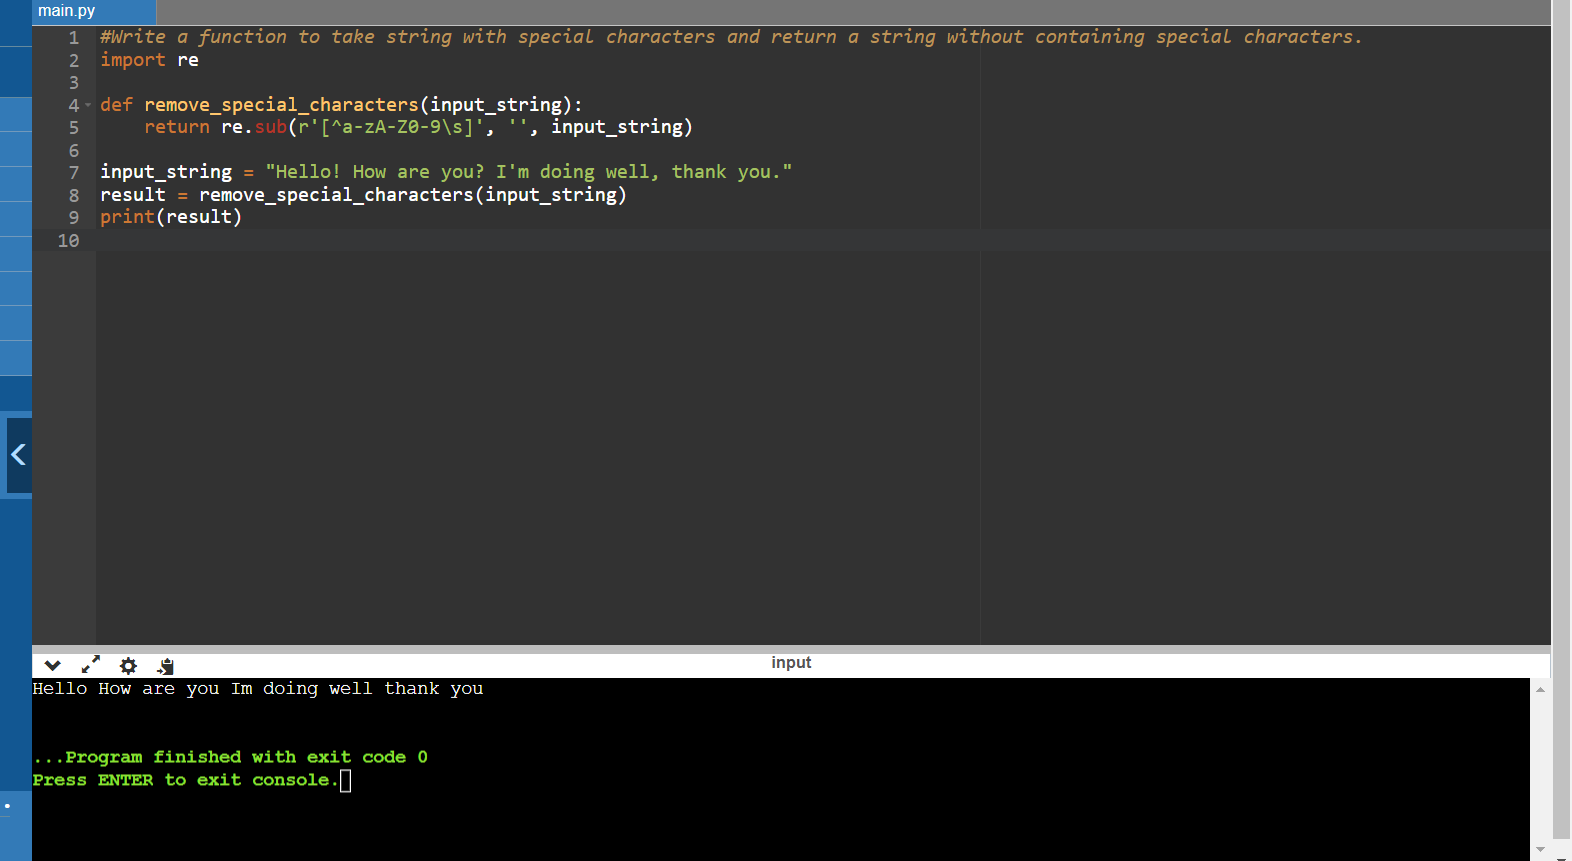 main.py
1 #Write a function to take string with special characters and return a string without containing special characters.
2 import re
3
4 def remove_special_characters(input_string):
5     return re.sub(r'[^a-zA-Z0-9\s]', '', input_string)
6
7 input_string = "Hello! How are you? I'm doing well, thank you."
8 result = remove_special_characters(input_string)
9 print(result)
10
input
Hello How are you Im doing well thank you
...Program finished with exit code 0
Press ENTER to exit console.